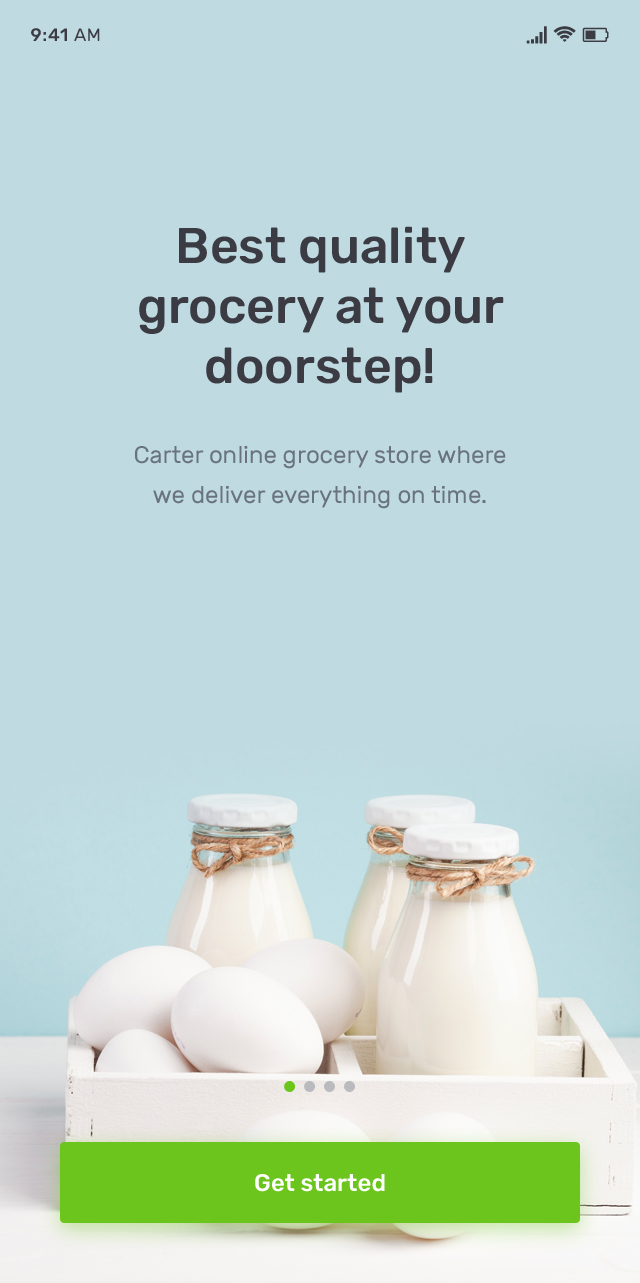 9:41 AM
Best quality
grocery at your
doorstep!
Carter online grocery store where
we deliver everything on time.
Get started